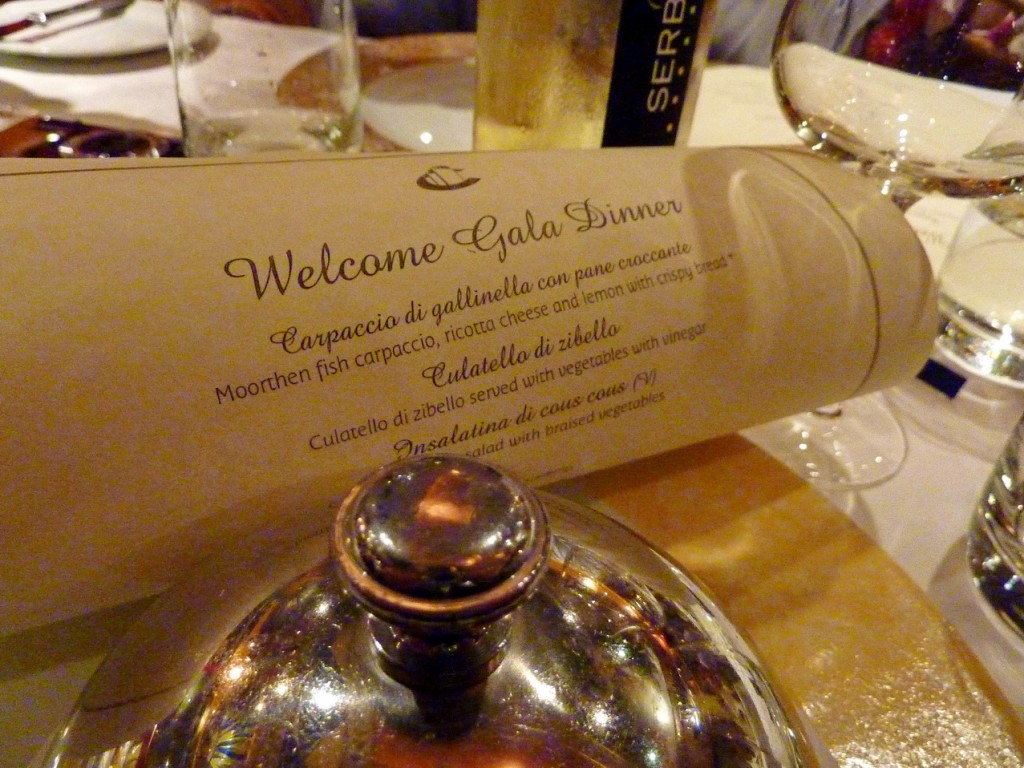 SERB
Welcome Gala Dinner
Carpaccio di gallinella con pane croccante
Moorthen fish carpaccio, ricotta cheese and lemon with crispy bread*
Culatello di zibello
Culatello di zibello served with vegetables with vinegar
Insalatina di cous cous (V)
salad with braised vegetables